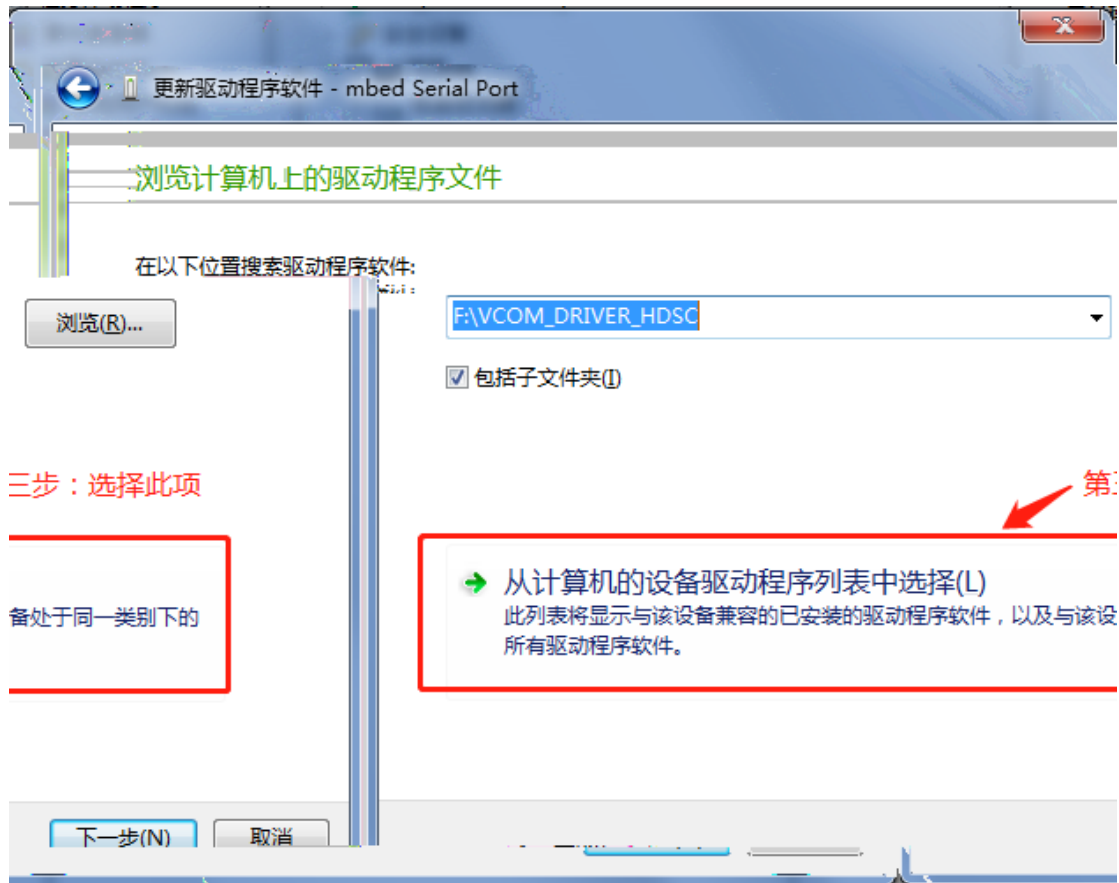 更新驱动程序软件 - mbed Serial Port
浏览计算机上的驱动程序文件
在以下位置搜索驱动程序软件:
F:\VCOM_DRIVER_HDSC
浏览(R)...
包括子文件夹(I)
三步：选择此项
第三
从计算机的设备驱动程序列表中选择(L)
此列表将显示与该设备兼容的已安装的驱动程序软件，以及与该设
备处于同一类别下的
所有驱动程序软件。
下一步(N)
取消